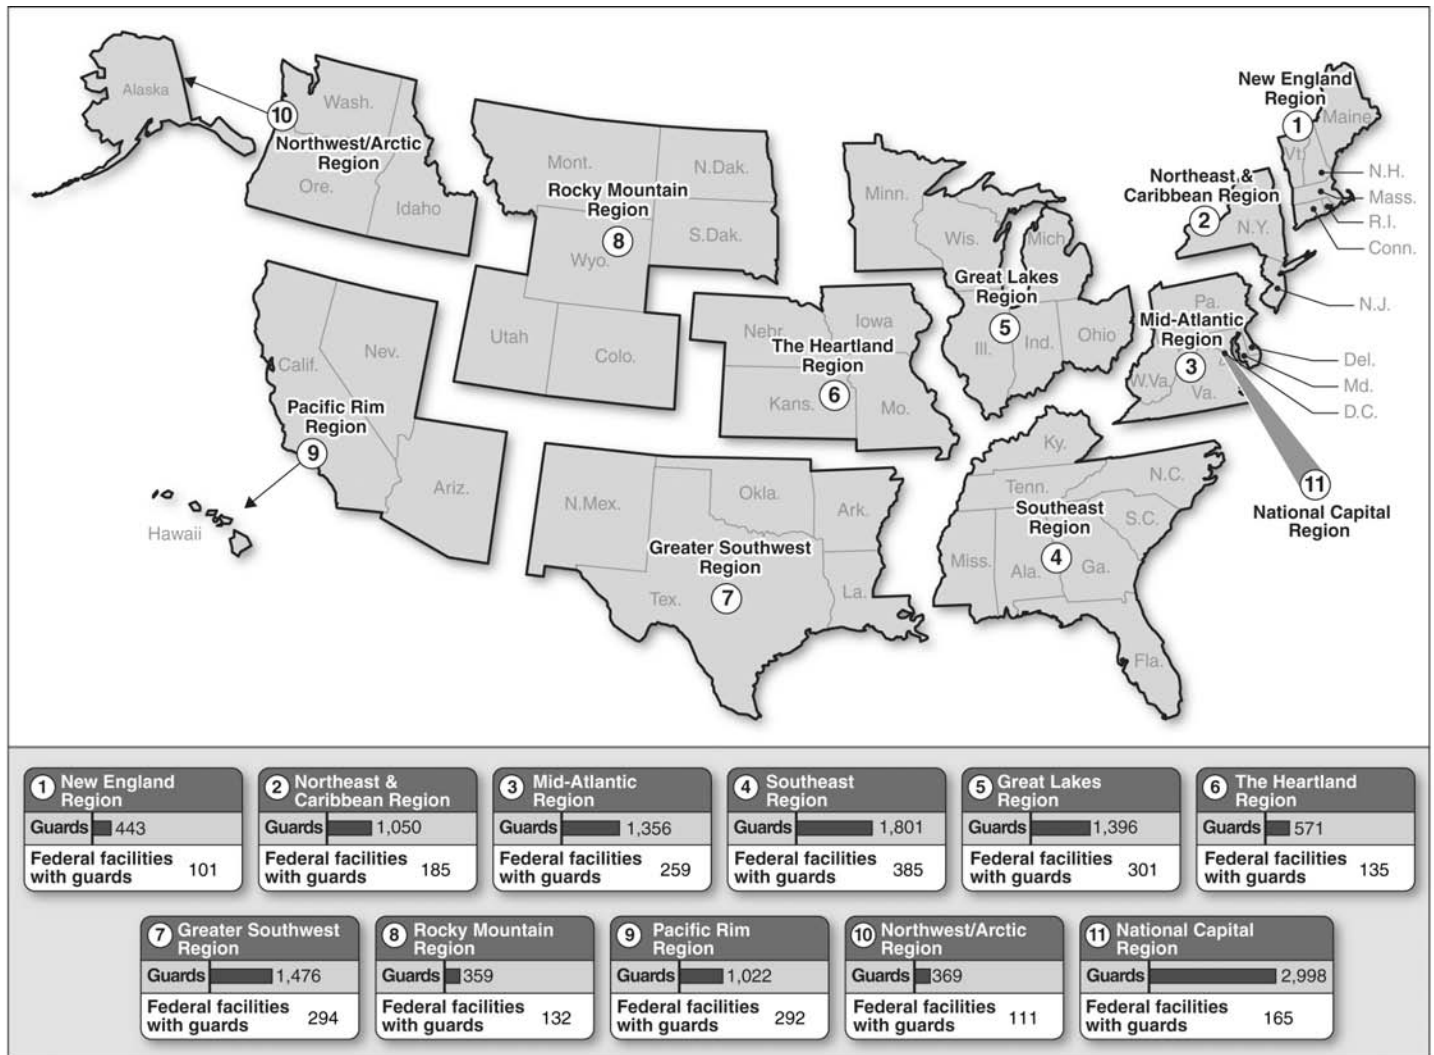 Alaska
Wash.
10
Northwest/Arctic
Region
Ore.
Idaho
Mont.
N.Dak.
Rocky Mountain
Region
8
S.Dak.
Wyo.
Utah
Colo.
Minn.
Wis.
Mich.
Great Lakes
Region
5
Ill.
Ind.
Ohio
New England
Region
1
Maine
Vt.
N.H.
Mass.
R.I.
Conn.
Northeast &
Caribbean Region
2
N.Y.
N.J.
Pa.
Mid-Atlantic
Region
3
W.Va.
Va.
Del.
Md.
D.C.
11
National Capital
Region
Nebr.
Iowa
The Heartland
Region
6
Kans.
Mo.
Calif.
Nev.
Pacific Rim
Region
9
Ariz.
Hawaii
N.Mex.
Okla.
Ark.
Greater Southwest
Region
7
Tex.
La.
Ky.
Tenn.
N.C.
S.C.
Southeast
Region
4
Miss.
Ala.
Ga.
Fla.
1 New England
Region
Guards 443
Federal facilities
with guards 101
2 Northeast &
Caribbean Region
Guards 1,050
Federal facilities
with guards 185
3 Mid-Atlantic
Region
Guards 1,356
Federal facilities
with guards 259
4 Southeast
Region
Guards 1,801
Federal facilities
with guards 385
5 Great Lakes
Region
Guards 1,396
Federal facilities
with guards 301
6 The Heartland
Region
Guards 571
Federal facilities
with guards 135
7 Greater Southwest
Region
Guards 1,476
Federal facilities
with guards 294
8 Rocky Mountain
Region
Guards 359
Federal facilities
with guards 132
9 Pacific Rim
Region
Guards 1,022
Federal facilities
with guards 292
10 Northwest/Arctic
Region
Guards 369
Federal facilities
with guards 111
11 National Capital
Region
Guards 2,998
Federal facilities
with guards 165